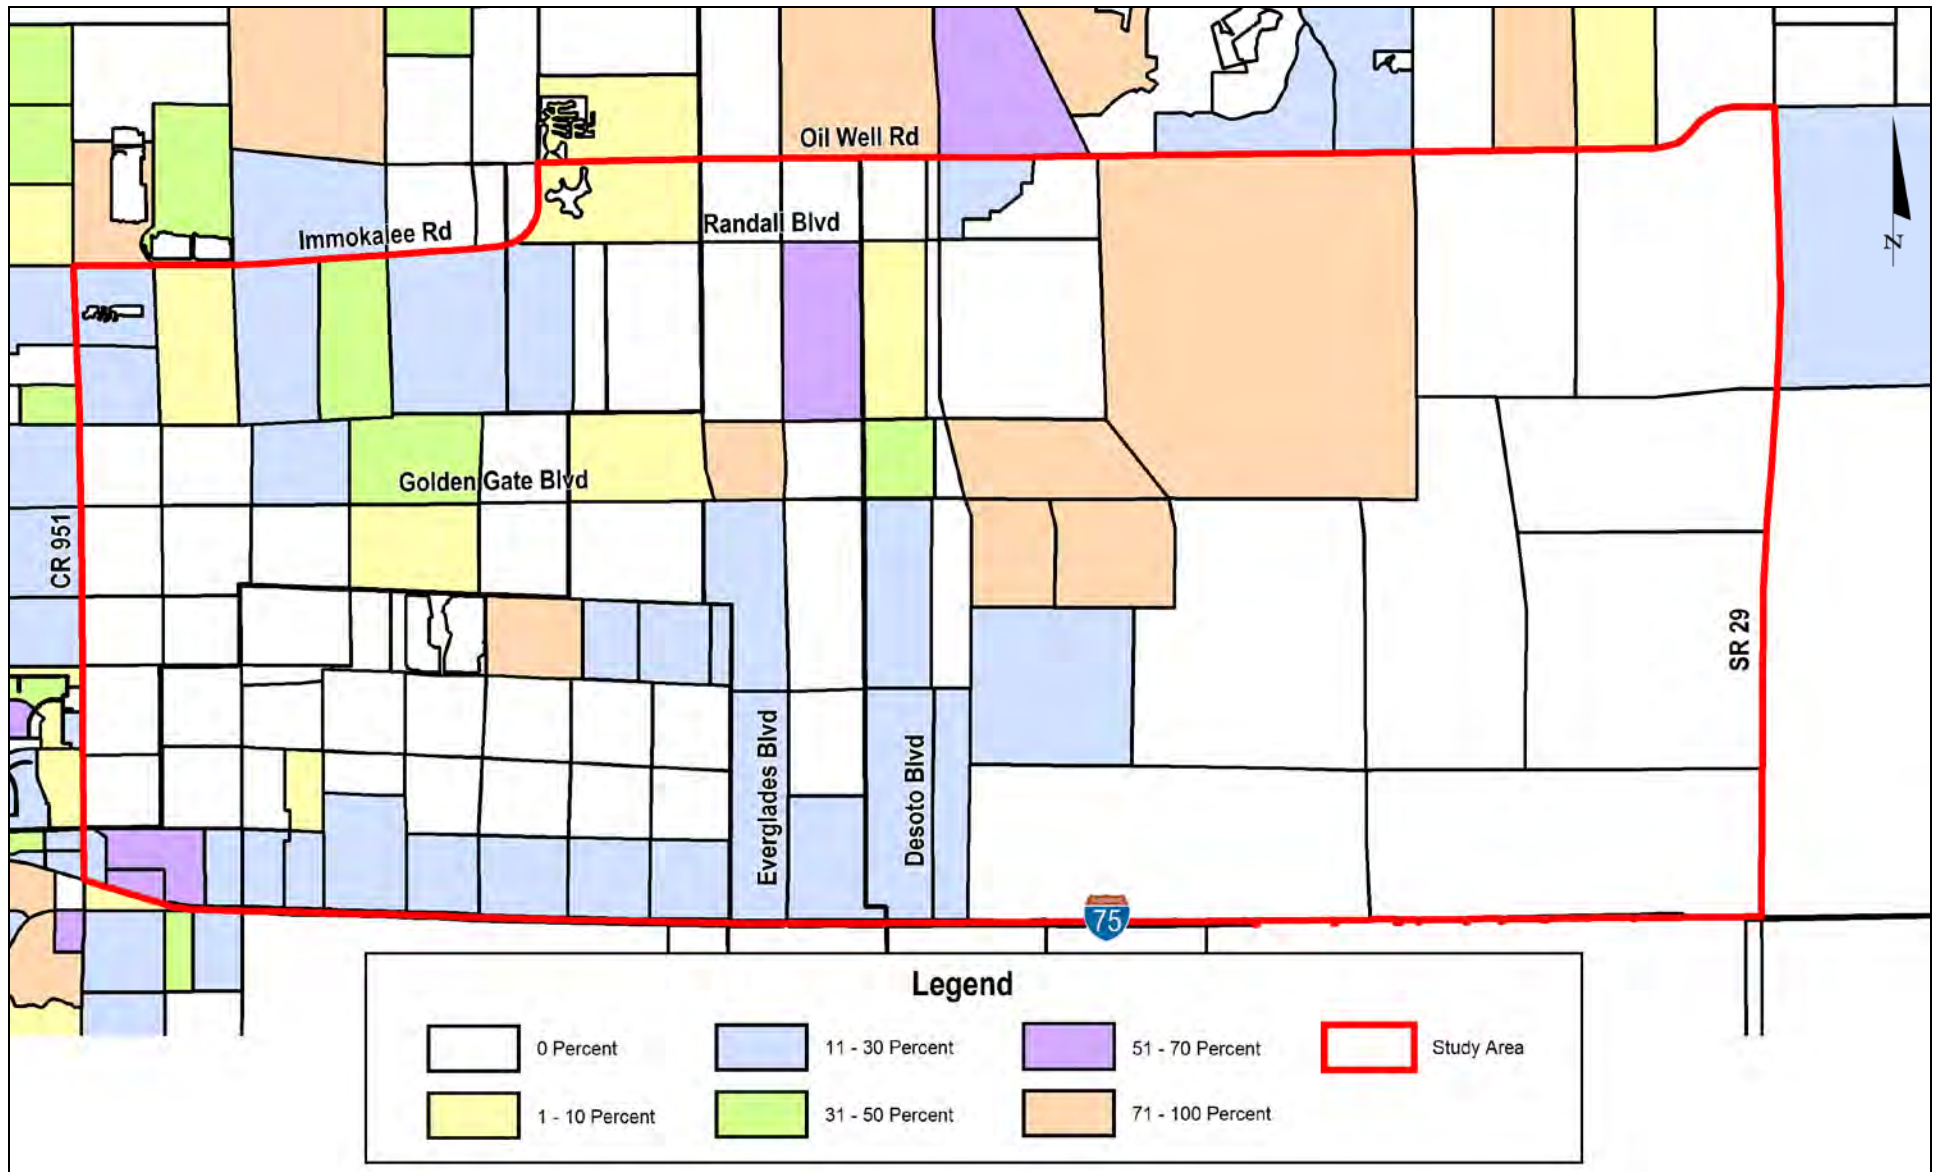 Oil Well Rd
Randall Blvd
Immokalee Rd
N
Golden Gate Blvd
CR 951
SR 29
Everglades Blvd
Desoto Blvd
75
Legend
0 Percent
11 - 30 Percent
51 - 70 Percent
Study Area
1 - 10 Percent
31 - 50 Percent
71 - 100 Percent